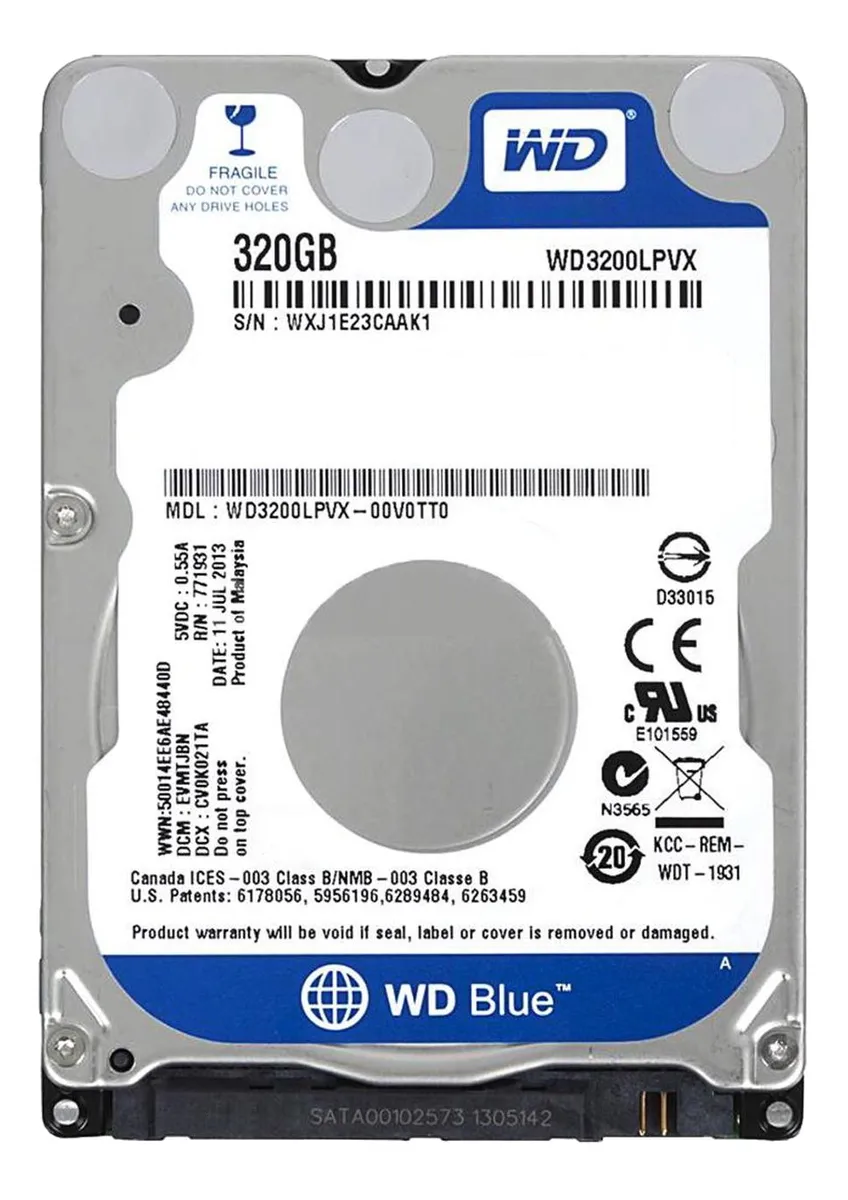 FRAGILE
DO NOT COVER
ANY DRIVE HOLES
WD®
320GB
WD3200LPVX
S/N : WXJ1E23CAAK1
MDL : WD3200LPVX-00V0TT0
5VDC : 0.55A
R/N : 771931
DATE: 11 JUL 2013
Product of Malaysia
WWN:50014EE6AE48440D
DCM : EVMTJBN
DCX : CV0K021TA
Do not press
on top cover.
D33015
CE
C UR US
E101559
N3565
20
KCC-REM-
WDT-1931
Canada ICES-003 Class B/NMB-003 Classe B
U.S. Patents: 6178056, 5956196,6289484, 6263459
Product warranty will be void if seal, label or cover is removed or damaged.
A
WD Blue™
SATA00102573 1305142